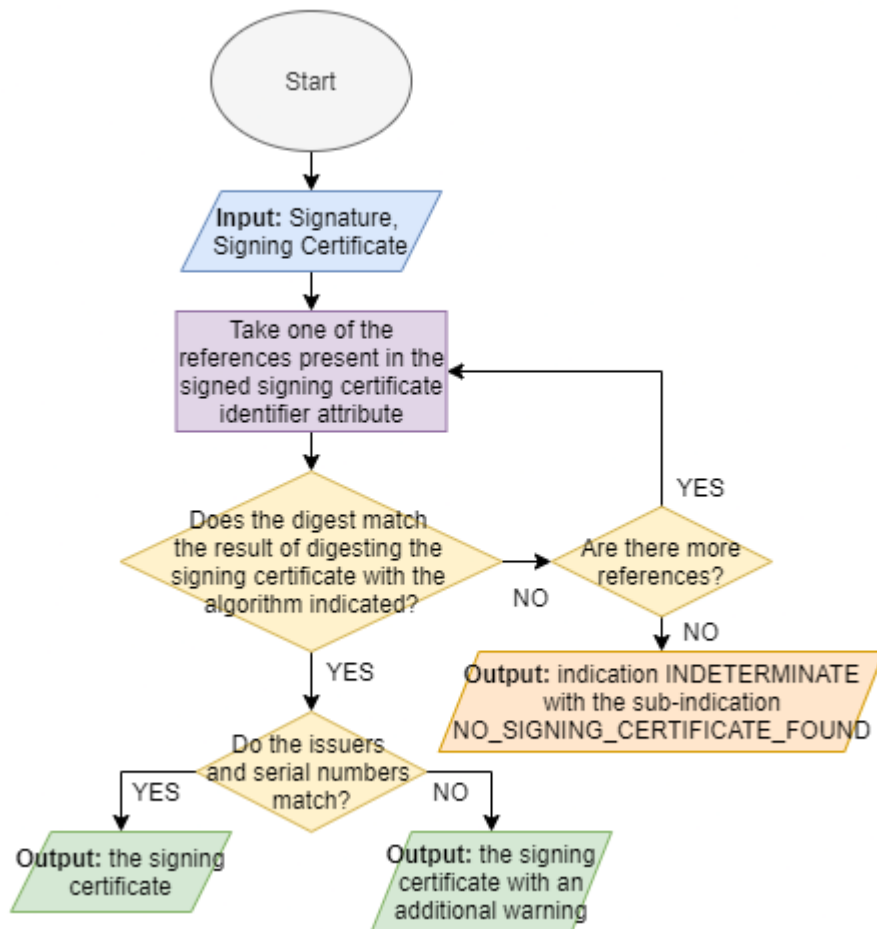 Start
Input: Signature,
Signing Certificate
Take one of the
references present in the
signed signing certificate
identifier attribute
YES
Does the digest match
the result of digesting the
signing certificate with the
algorithm indicated?
NO
Are there more
references?
NO
YES
Output: indication INDETERMINATE
with the sub-indication
NO_SIGNING_CERTIFICATE_FOUND
Do the issuers
and serial numbers
match?
YES
NO
Output: the signing
certificate
Output: the signing
certificate with an
additional warning